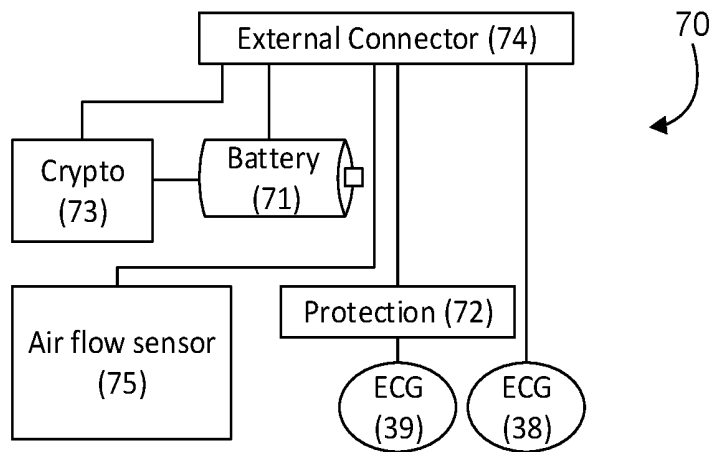 External Connector (74)
70
Crypto
(73)
Battery
(71)
Air flow sensor
(75)
Protection (72)
ECG
(39)
ECG
(38)